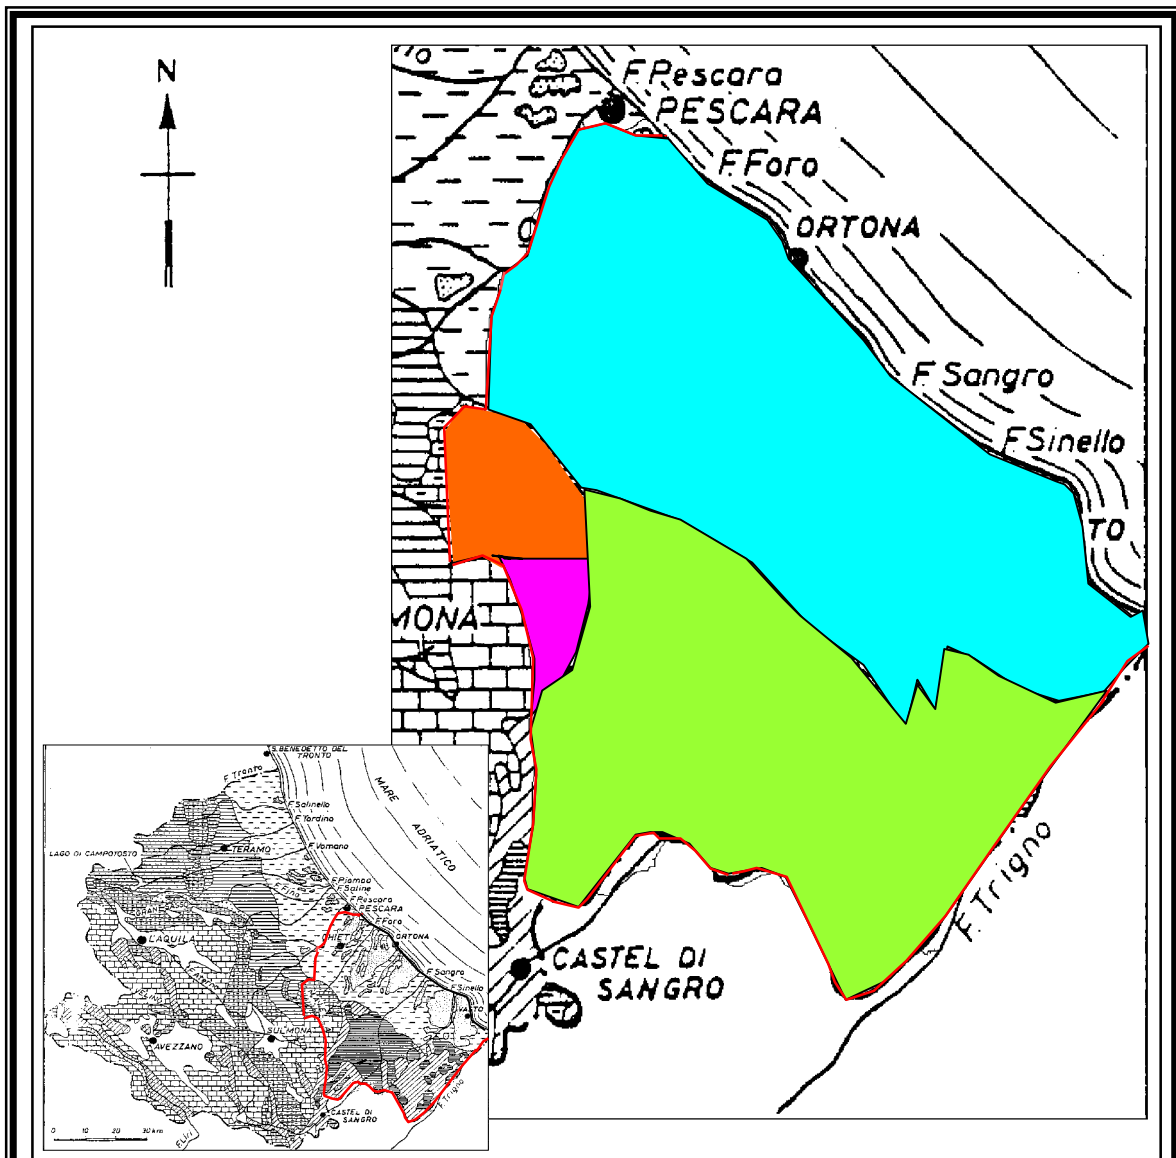 N
F. Pescara
PESCARA
F. Foro
ORTONA
F. Sangro
F. Sinello
TO
MONA
F. Trigno
CASTEL DI
SANGRO
S. BENEDETTO DEL
TRONTO
F. Tronto
MARE
ADRIATICO
F. Salinello
F. Tordino
TERAMO
F. Vomano
LAGO DI CAMPOTOSTO
F. Piomba
F. Fino
F. Saline
F. Pescara
PESCARA
F. Foro
CHIETI
ORTONA
L'AQUILA
F. Sangro
F. Sinello
VASTO
SULMONA
AVEZZANO
F. Trigno
CASTEL DI
SANGRO
0 10 20 30 km
F. Liri